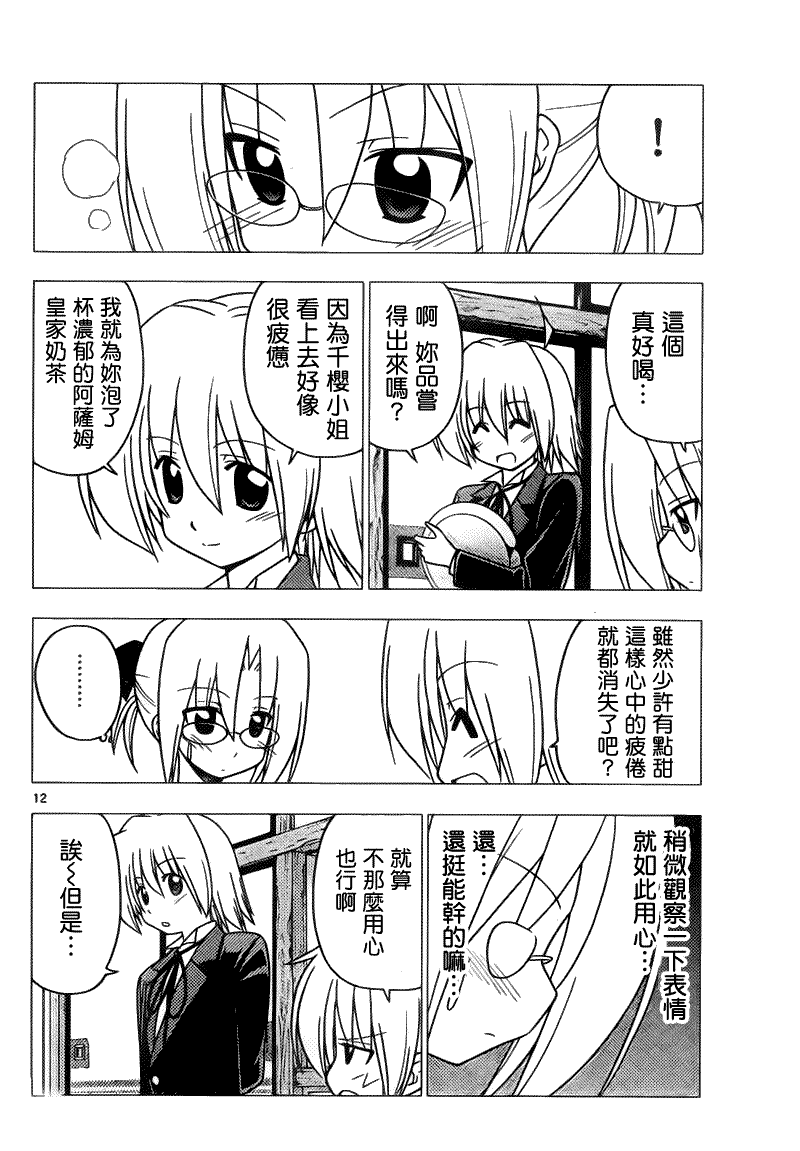 ！
這個
真好喝…
啊 妳品嘗
得出來嗎？
因為千櫻小姐
看上去好像
很疲憊
我就為妳泡了
杯濃郁的阿薩姆
皇家奶茶
雖然少許有點甜
這樣心中的疲倦
就都消失了吧？
………
12
稍微觀察一下表情
就如此用心…
還…
還挺能幹的嘛…
就算
不那麼用心
也行啊
誒～但是…